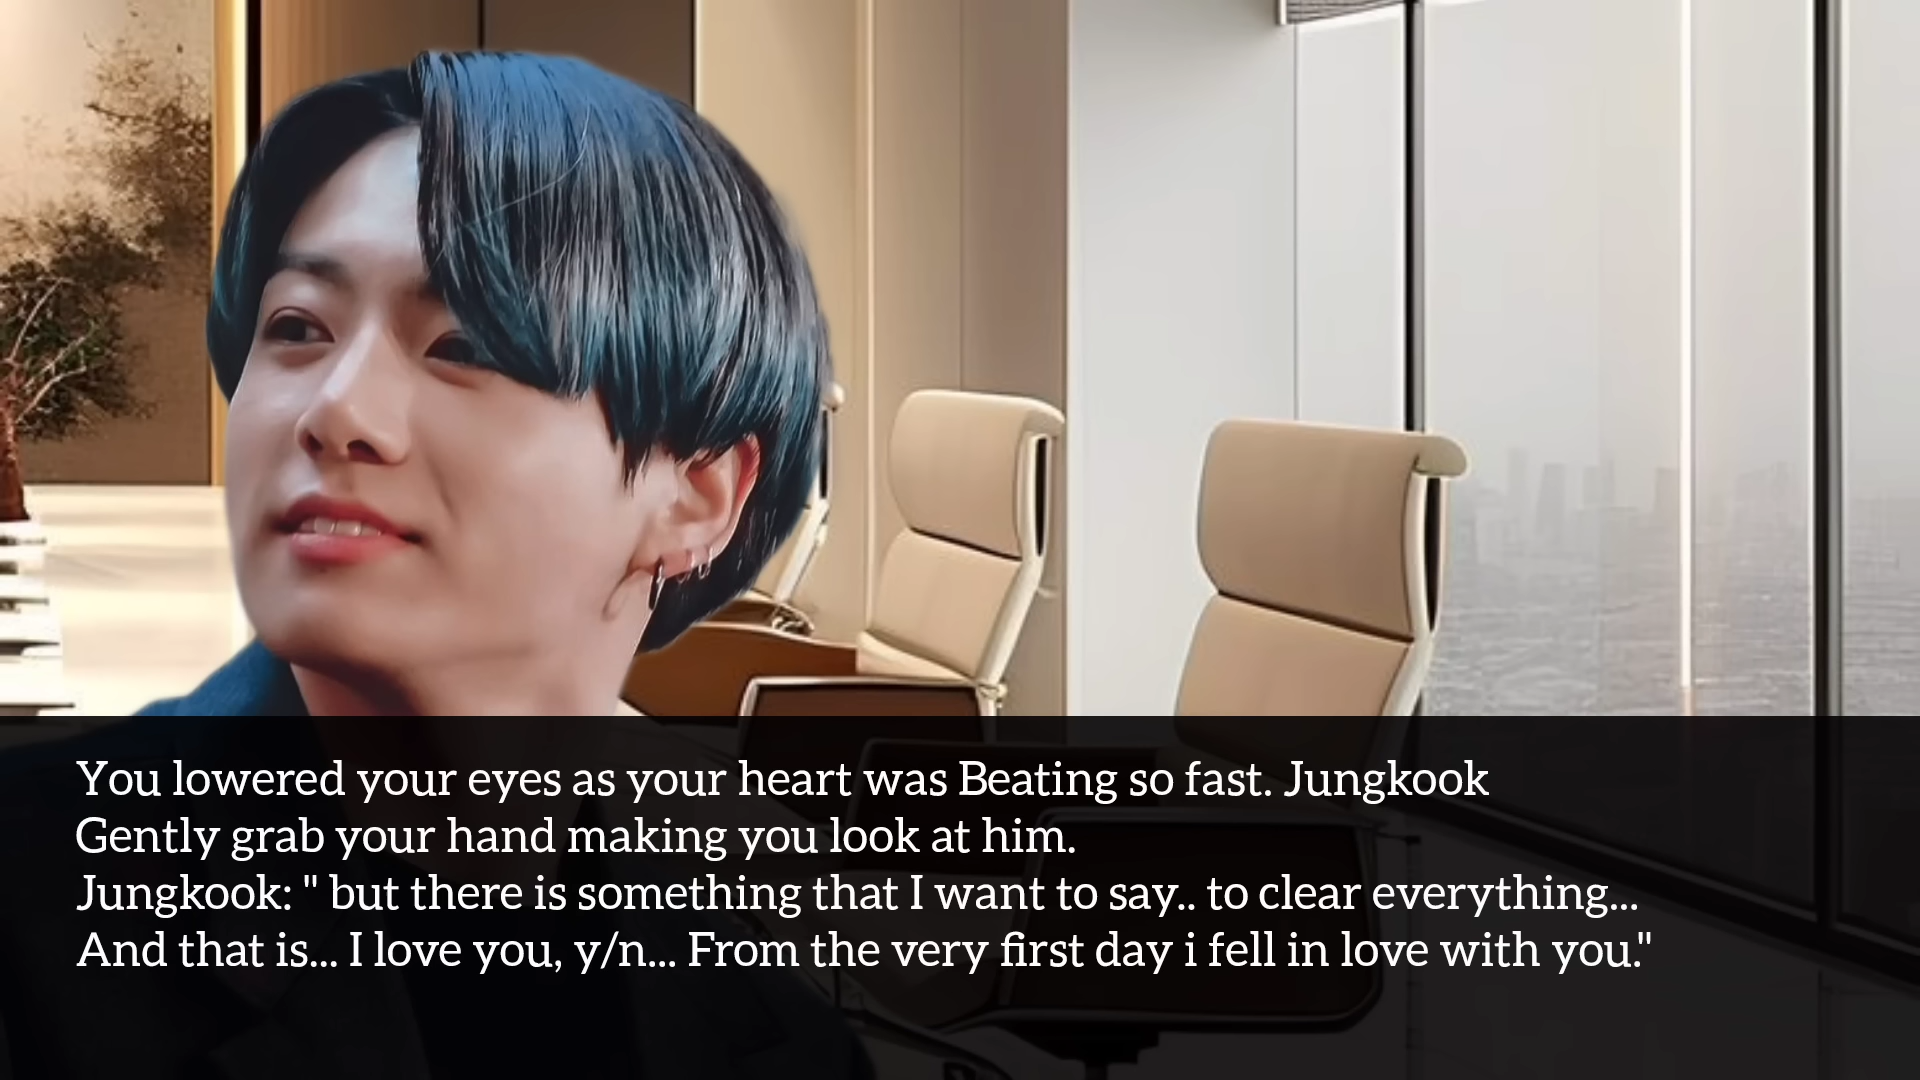 You lowered your eyes as your heart was Beating so fast. Jungkook
Gently grab your hand making you look at him.
Jungkook: " but there is something that I want to say.. to clear everything...
And that is... I love you, y/n... From the very first day i fell in love with you."